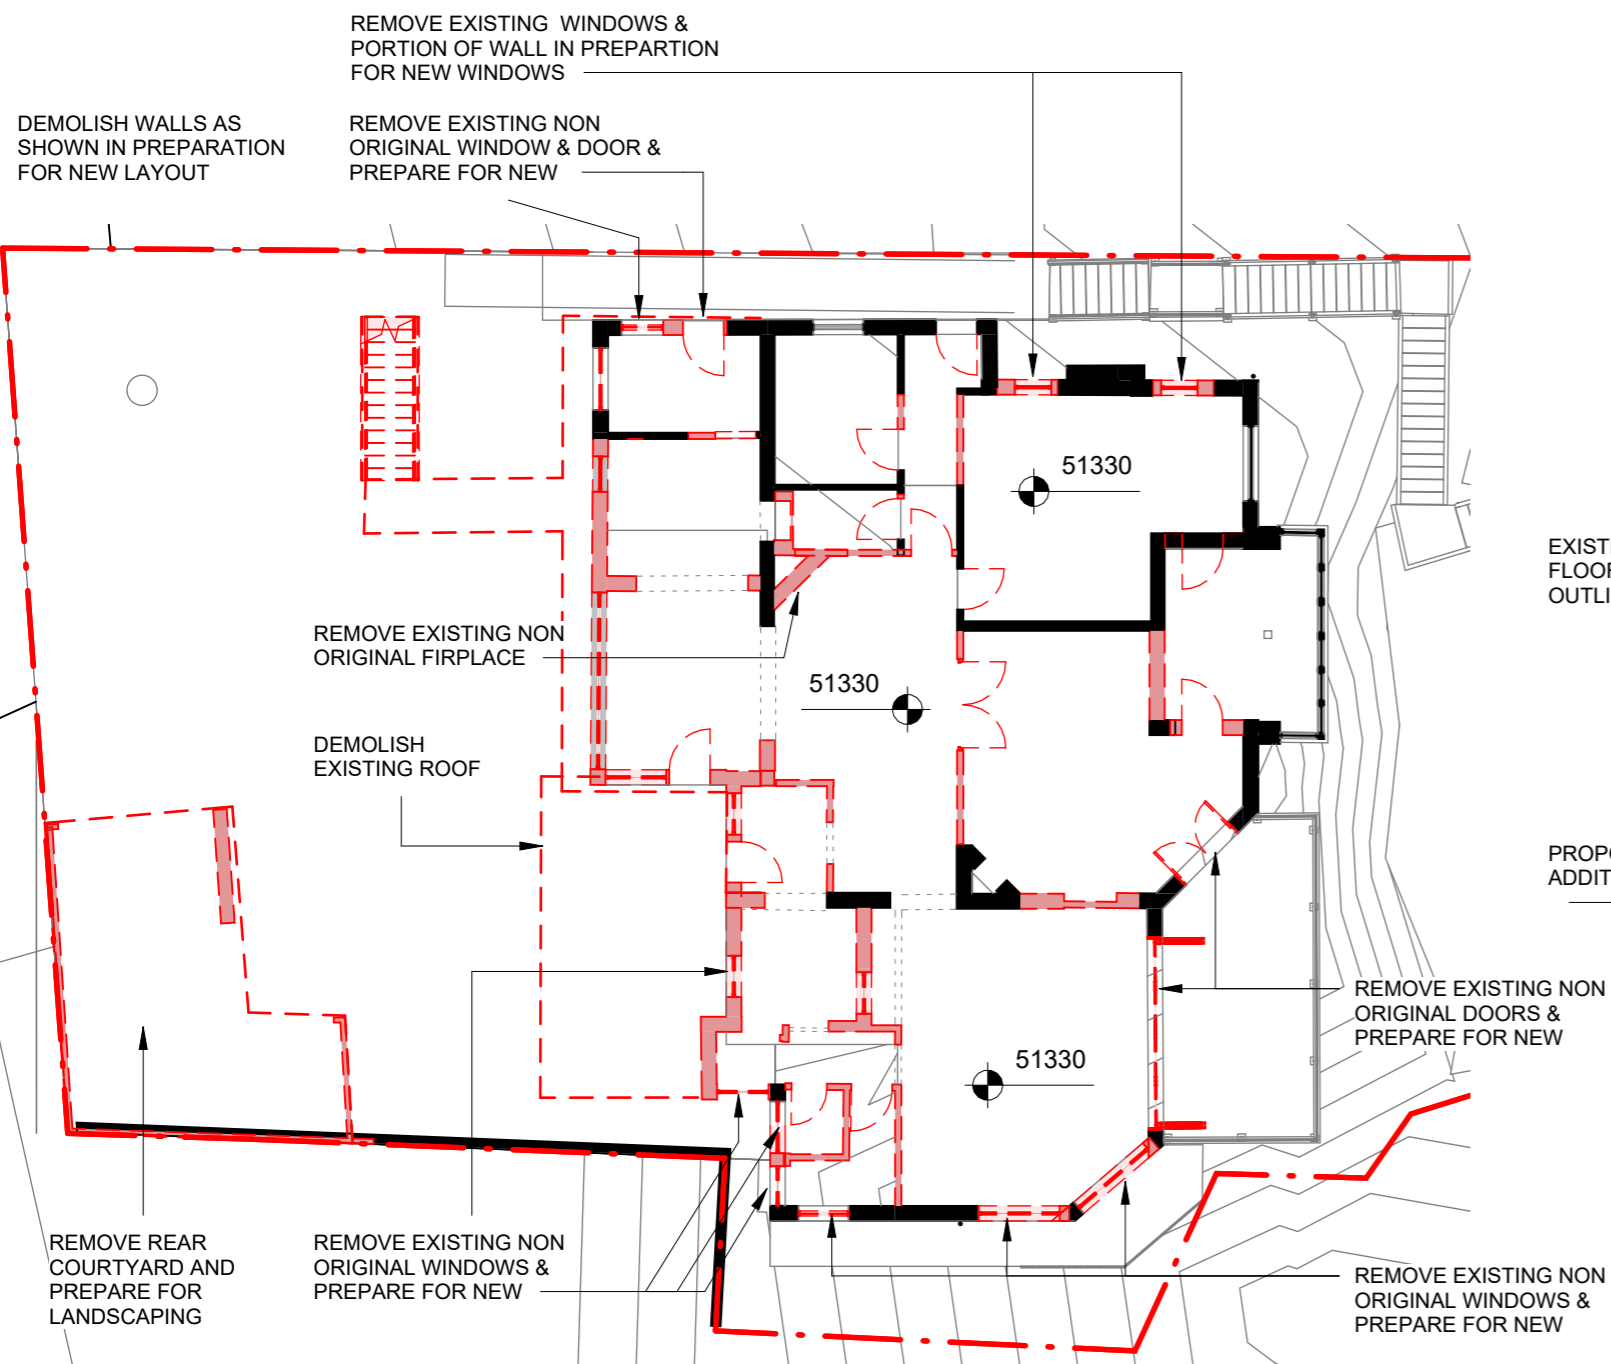 REMOVE EXISTING WINDOWS &
PORTION OF WALL IN PREPARTION
FOR NEW WINDOWS
DEMOLISH WALLS AS
SHOWN IN PREPARATION
FOR NEW LAYOUT
REMOVE EXISTING NON
ORIGINAL WINDOW & DOOR &
PREPARE FOR NEW
51330
EXIST
FLOOR
OUTLI
REMOVE EXISTING NON
ORIGINAL FIRPLACE
51330
DEMOLISH
EXISTING ROOF
PROPO
ADDIT
REMOVE EXISTING NON
ORIGINAL DOORS &
PREPARE FOR NEW
51330
REMOVE REAR
COURTYARD AND
PREPARE FOR
LANDSCAPING
REMOVE EXISTING NON
ORIGINAL WINDOWS &
PREPARE FOR NEW
REMOVE EXISTING NON
ORIGINAL WINDOWS &
PREPARE FOR NEW